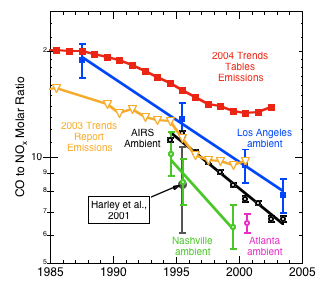 2004 Trends
Tables
Emissions
2003 Trends
Report
Emissions
AIRS
Ambient
Los Angeles
ambient
Harley et al.,
2001
Nashville
ambient
Atlanta
ambient
CO to NOX Molar Ratio
2
10
9
8
7
6
5
1985
1990
1995
2000
2005